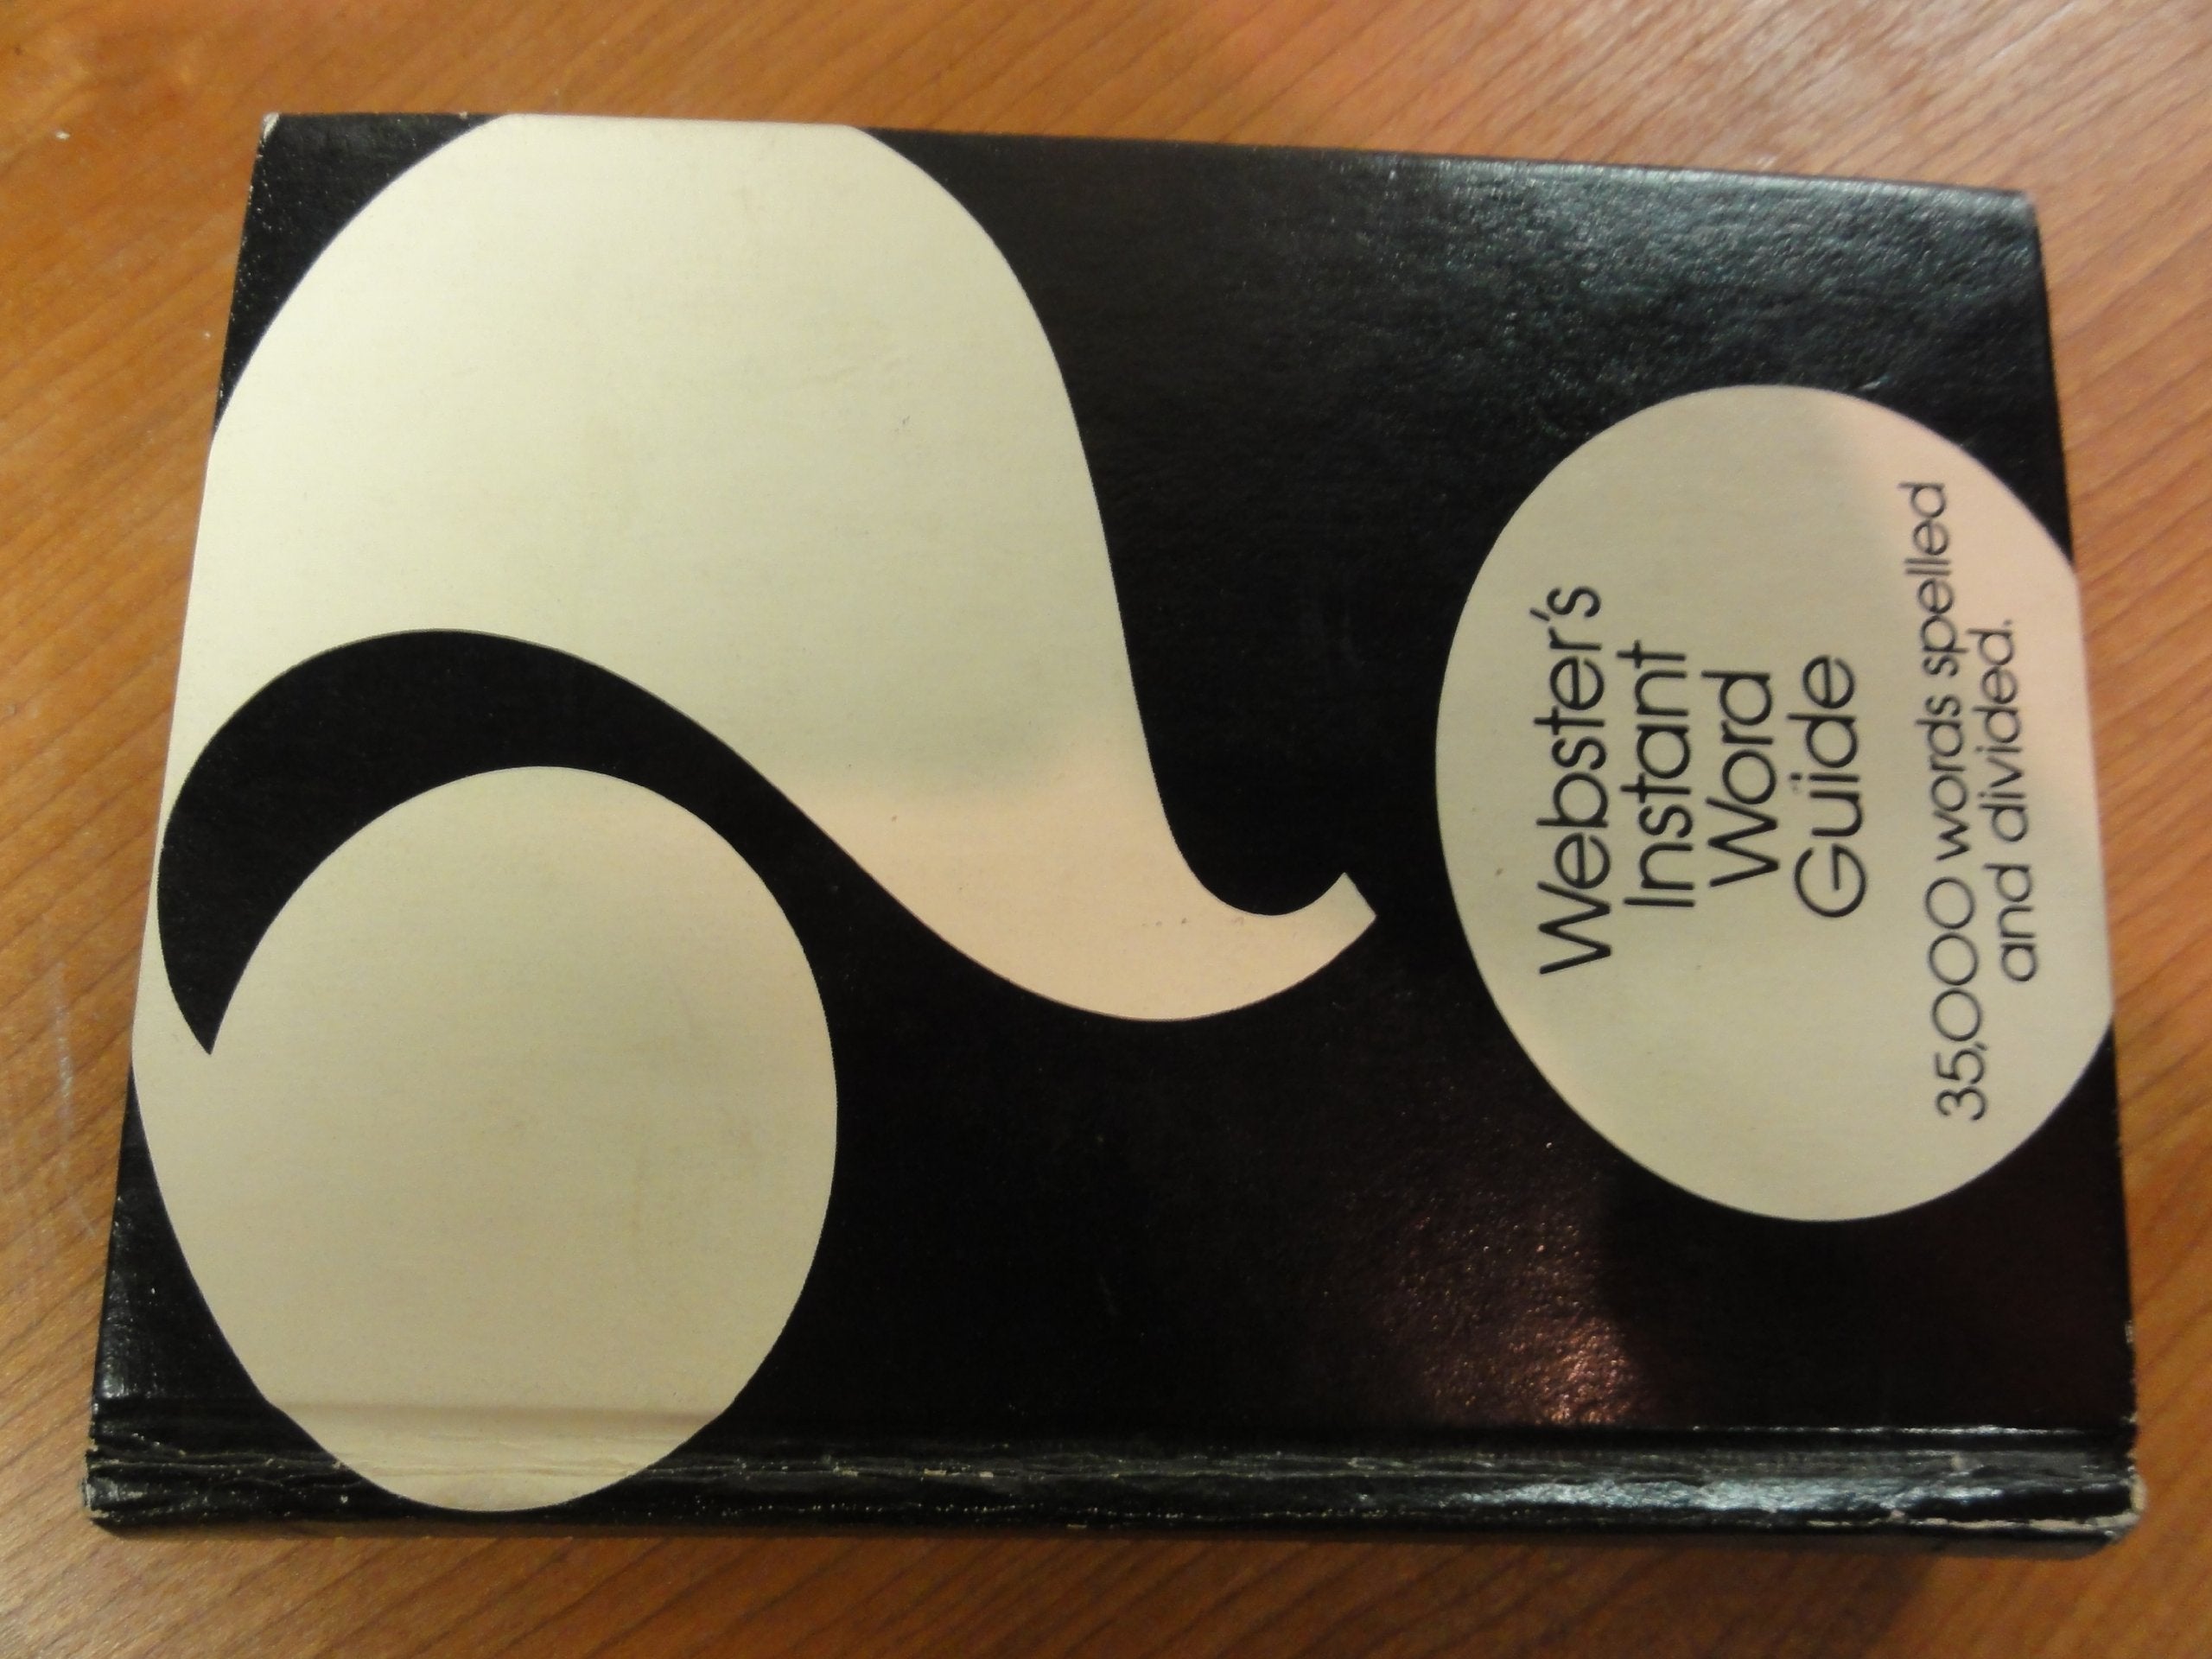 Webster's
Instant
Word
Guide
35,000 words spelled
and divided.